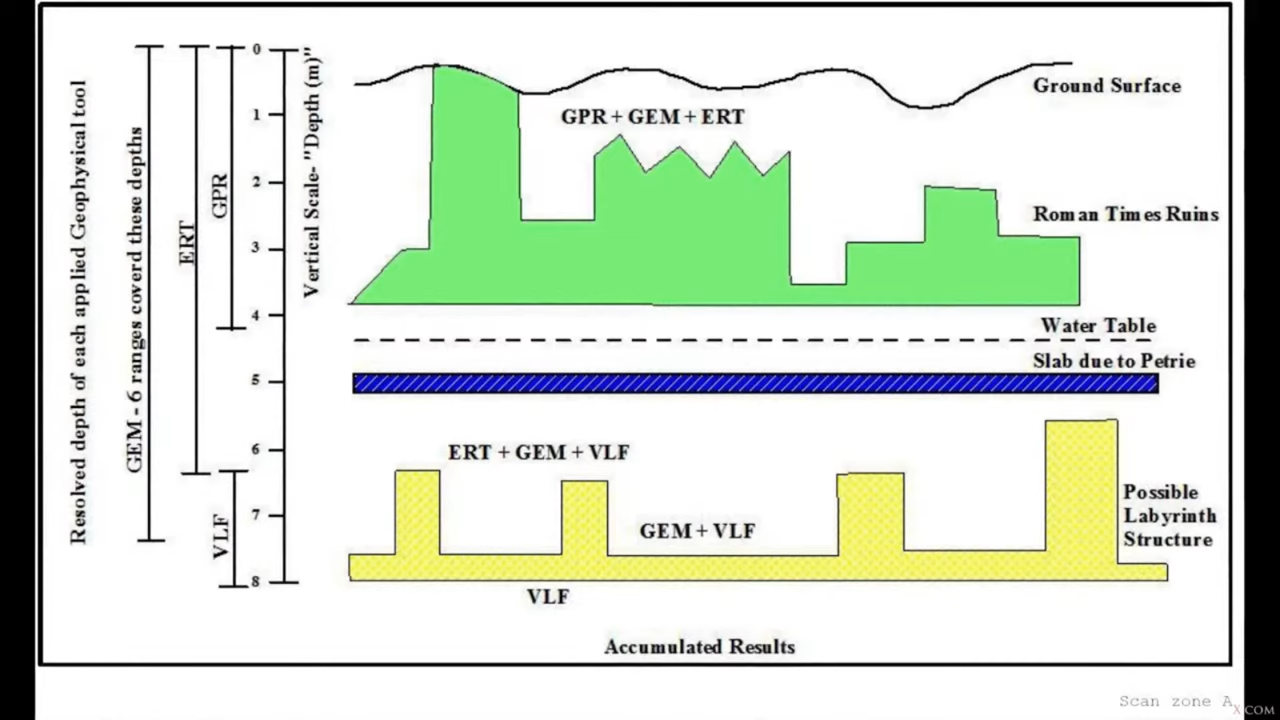 Resolved depth of each applied Geophysical tool
GEM - 6 ranges coverd these depths
ERT
GPR
VLF
0
1
2
3
4
5
6
7
8
Vertical Scale- "Depth (m)"
Ground Surface
GPR + GEM + ERT
Roman Times Ruins
Water Table
Slab due to Petrie
ERT + GEM + VLF
GEM + VLF
Possible
Labyrinth
Structure
VLF
Accumulated Results
Scan zone A
X.COM